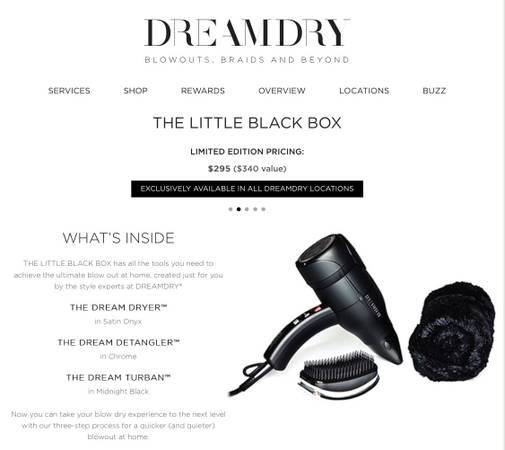 DREAMDRY
BLOWOUTS, BRAIDS AND BEYOND
SERVICES SHOP REWARDS OVERVIEW LOCATIONS BUZZ
THE LITTLE BLACK BOX
LIMITED EDITION PRICING:
$295 ($340 value)
EXCLUSIVELY AVAILABLE IN ALL DREAMDRY LOCATIONS
WHAT'S INSIDE
THE LITTLE BLACK BOX has all the tools you need to
achieve the ultimate blow out at home, created just for you
by the style experts at DREAMDRY®
THE DREAM DRYER™
in Satin Onyx
THE DREAM DETANGLER™
in Chrome
THE DREAM TURBAN™
in Midnight Black
Now you can take your blow dry experience to the next level
with our three-step process for a quicker (and quieter)
blowout at home.